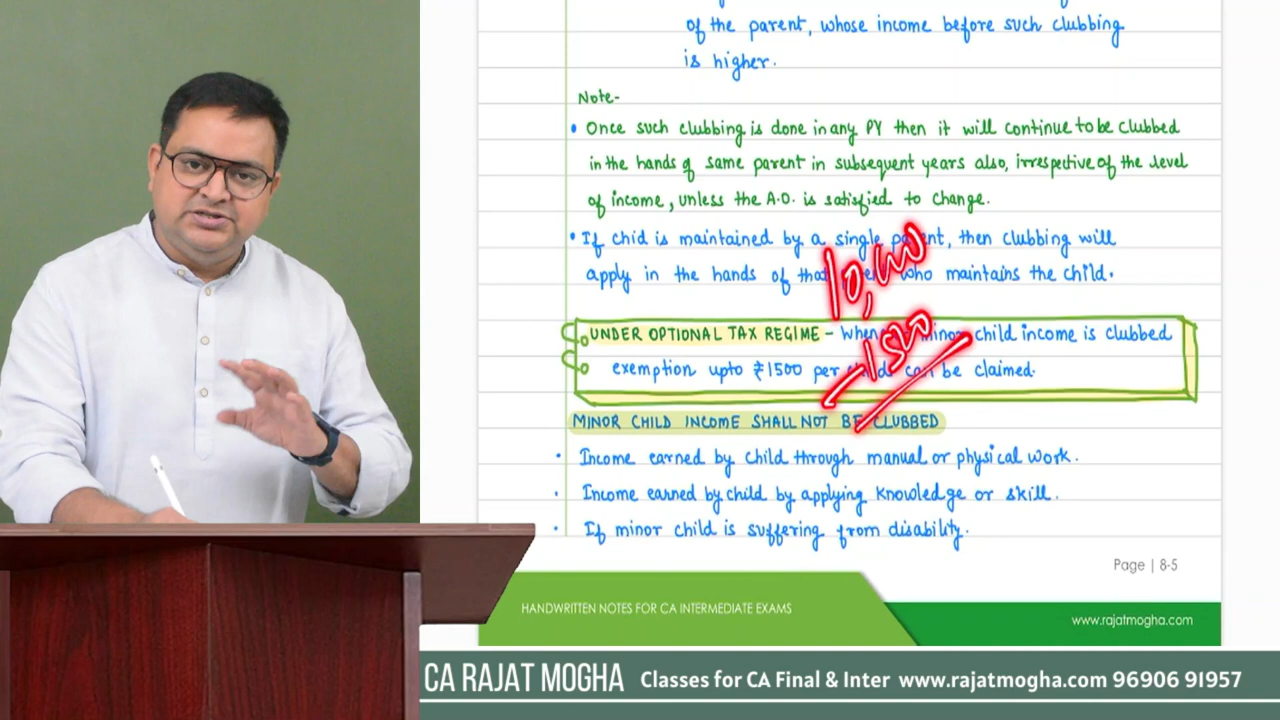 of the parent, whose income before such clubbing
is higher.
Note-
• Once such clubbing is done in any PY then it will continue to be clubbed
in the hands of same parent in subsequent years also, irrespective of the level
of income, unless the A.O. is satisfied to change.
• If chid is maintained by a single parent, then clubbing will
apply in the hands of that who maintains the child.
10,000
-1500
UNDER OPTIONAL TAX REGIME - When minor child income is clubbed
exemption upto ₹1500 per can be claimed.
MINOR CHILD INCOME SHALL NOT BE CLUBBED
• Income earned by child through manual or physical work.
• Income earned by child by applying knowledge or skill.
• If minor child is suffering from disability.
Page | 8-5
HANDWRITTEN NOTES FOR CA INTERMEDIATE EXAMS
www.rajatmogha.com
CA RAJAT MOGHA Classes for CA Final & Inter www.rajatmogha.com 96906 91957